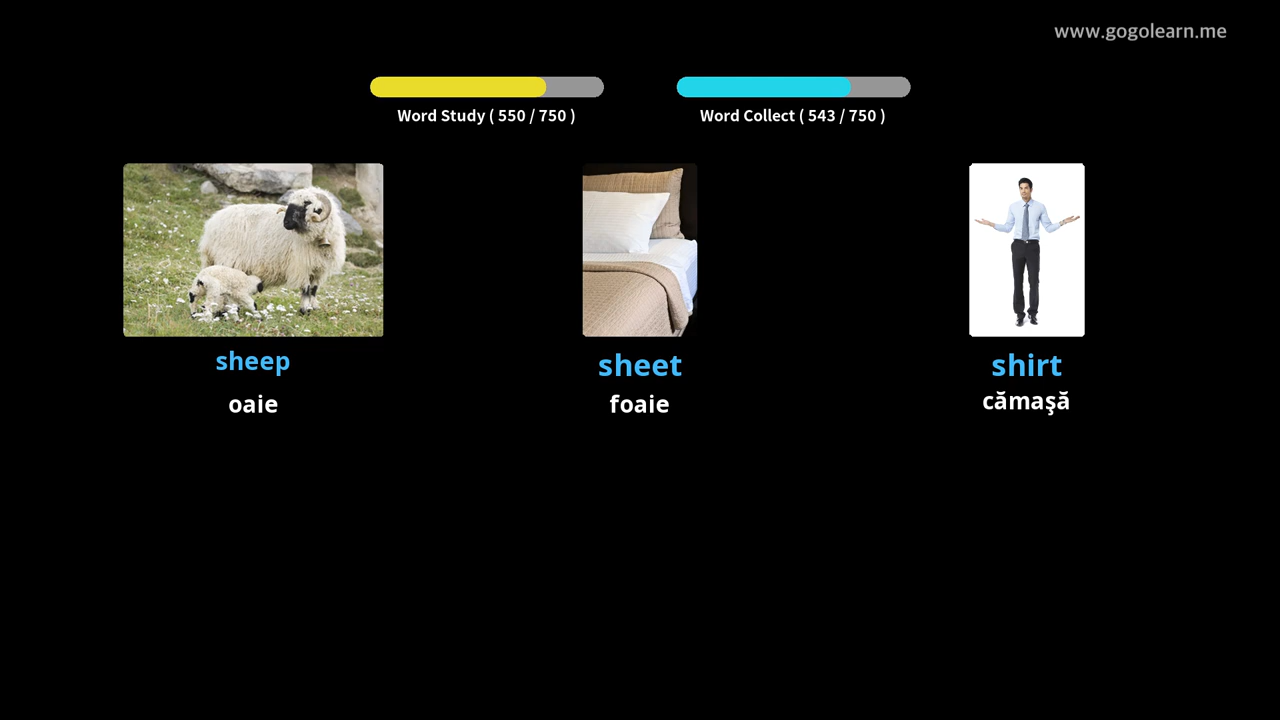 www.gogolearn.me
Word Study ( 550 / 750 )
Word Collect ( 543 / 750 )
sheep
sheet
shirt
oaie
foaie
cămaşă